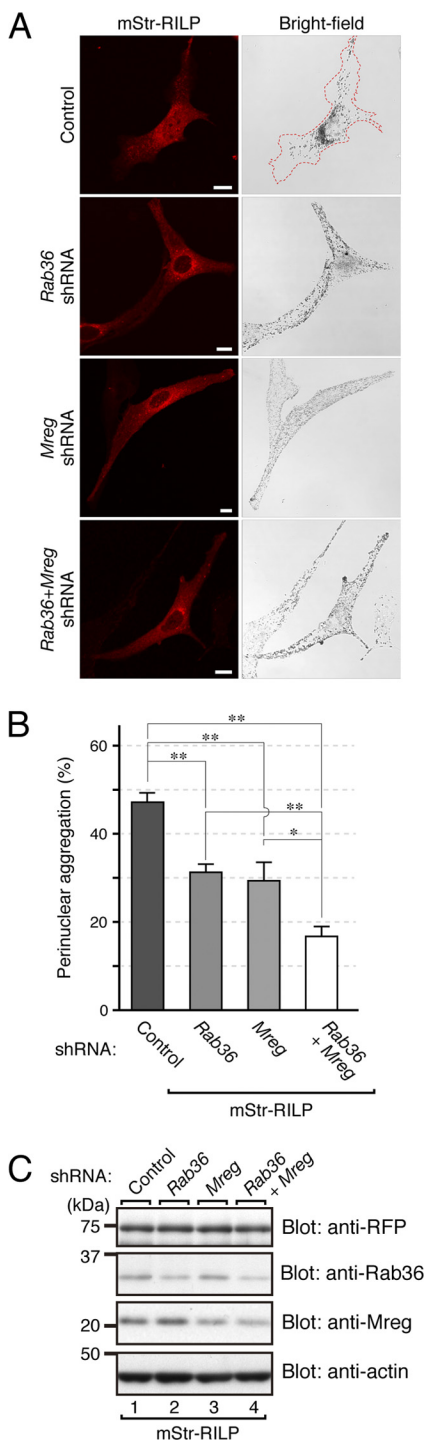 A
mStr-RILP Bright-field
Control
Rab36
shRNA
Mreg
shRNA
Rab36+Mreg
shRNA
B
Perinuclear aggregation (%)
60
40
20
0
**
**
**
**
*
shRNA: Control Rab36 Mreg Rab36 + Mreg
mStr-RILP
C
shRNA: Control Rab36 Mreg Rab36 + Mreg
(kDa)
75 Blot: anti-RFP
37
Blot: anti-Rab36
20 Blot: anti-Mreg
50
Blot: anti-actin
1 2 3 4
mStr-RILP